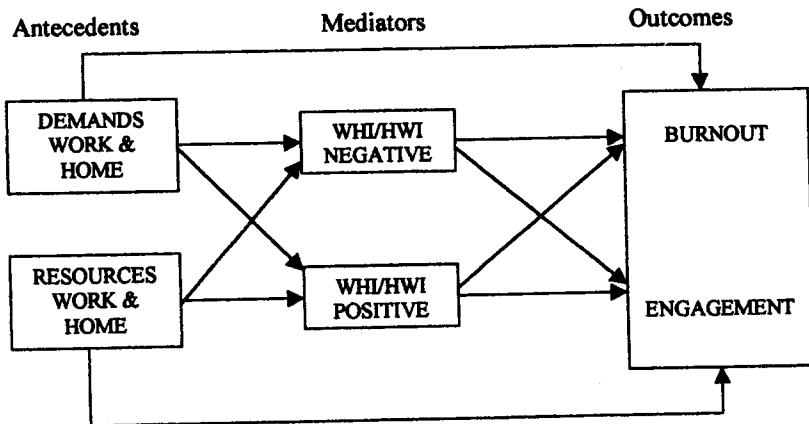 Antecedents
Mediators
Outcomes
DEMANDS
WORK &
HOME
WHI/HWI
NEGATIVE
BURNOUT
RESOURCES
WORK &
HOME
WHI/HWI
POSITIVE
ENGAGEMENT